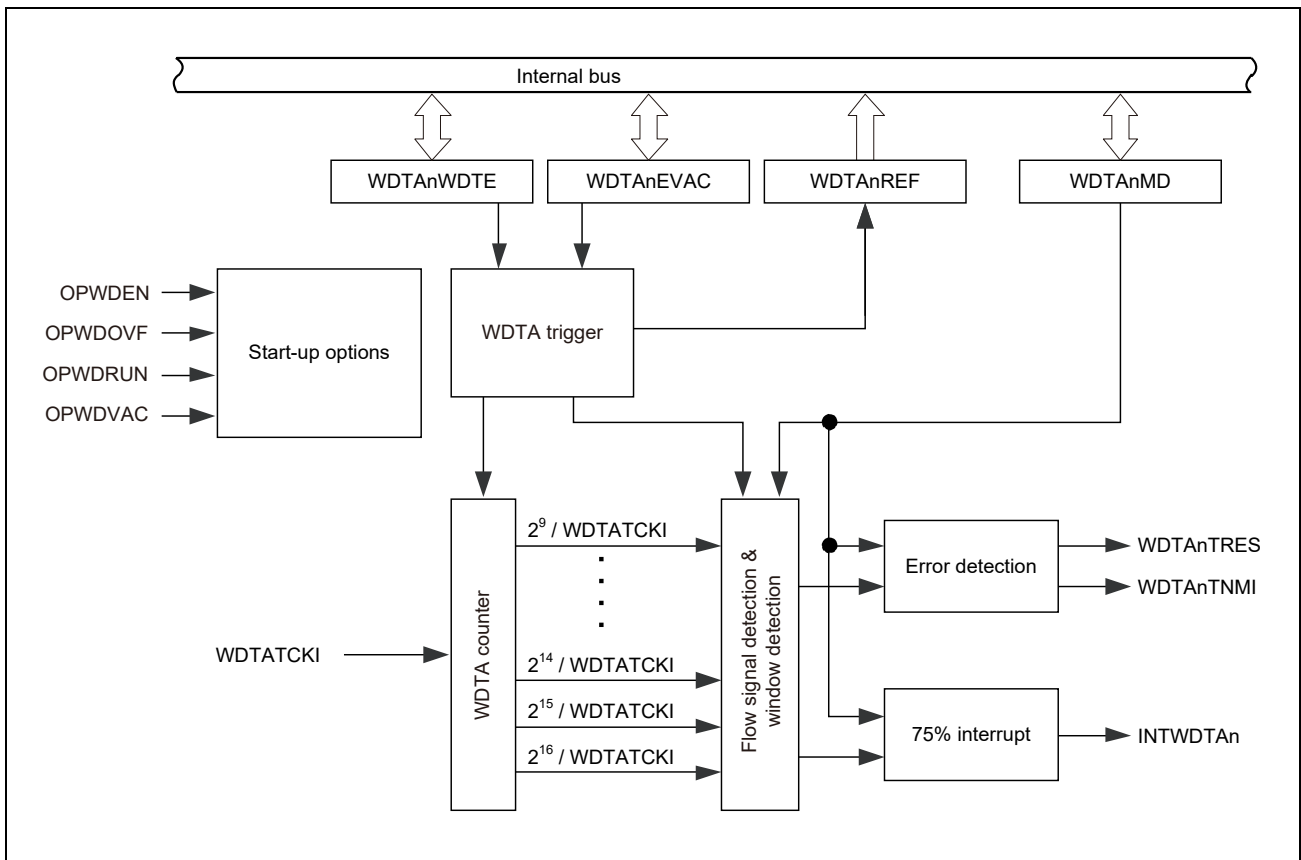 Internal bus
WDTAnWDTE
WDTAnEVAC
WDTAnREF
WDTAnMD
OPWDEN
OPWDOVF
OPWDRUN
OPWDVAC
Start-up options
WDTA trigger
WDTATCKI
WDTA counter
2⁹ / WDTATCKI
2¹⁴ / WDTATCKI
2¹⁵ / WDTATCKI
2¹⁶ / WDTATCKI
Flow signal detection &
window detection
Error detection
WDTAnTRES
WDTAnTNMI
75% interrupt
INTWDTAn